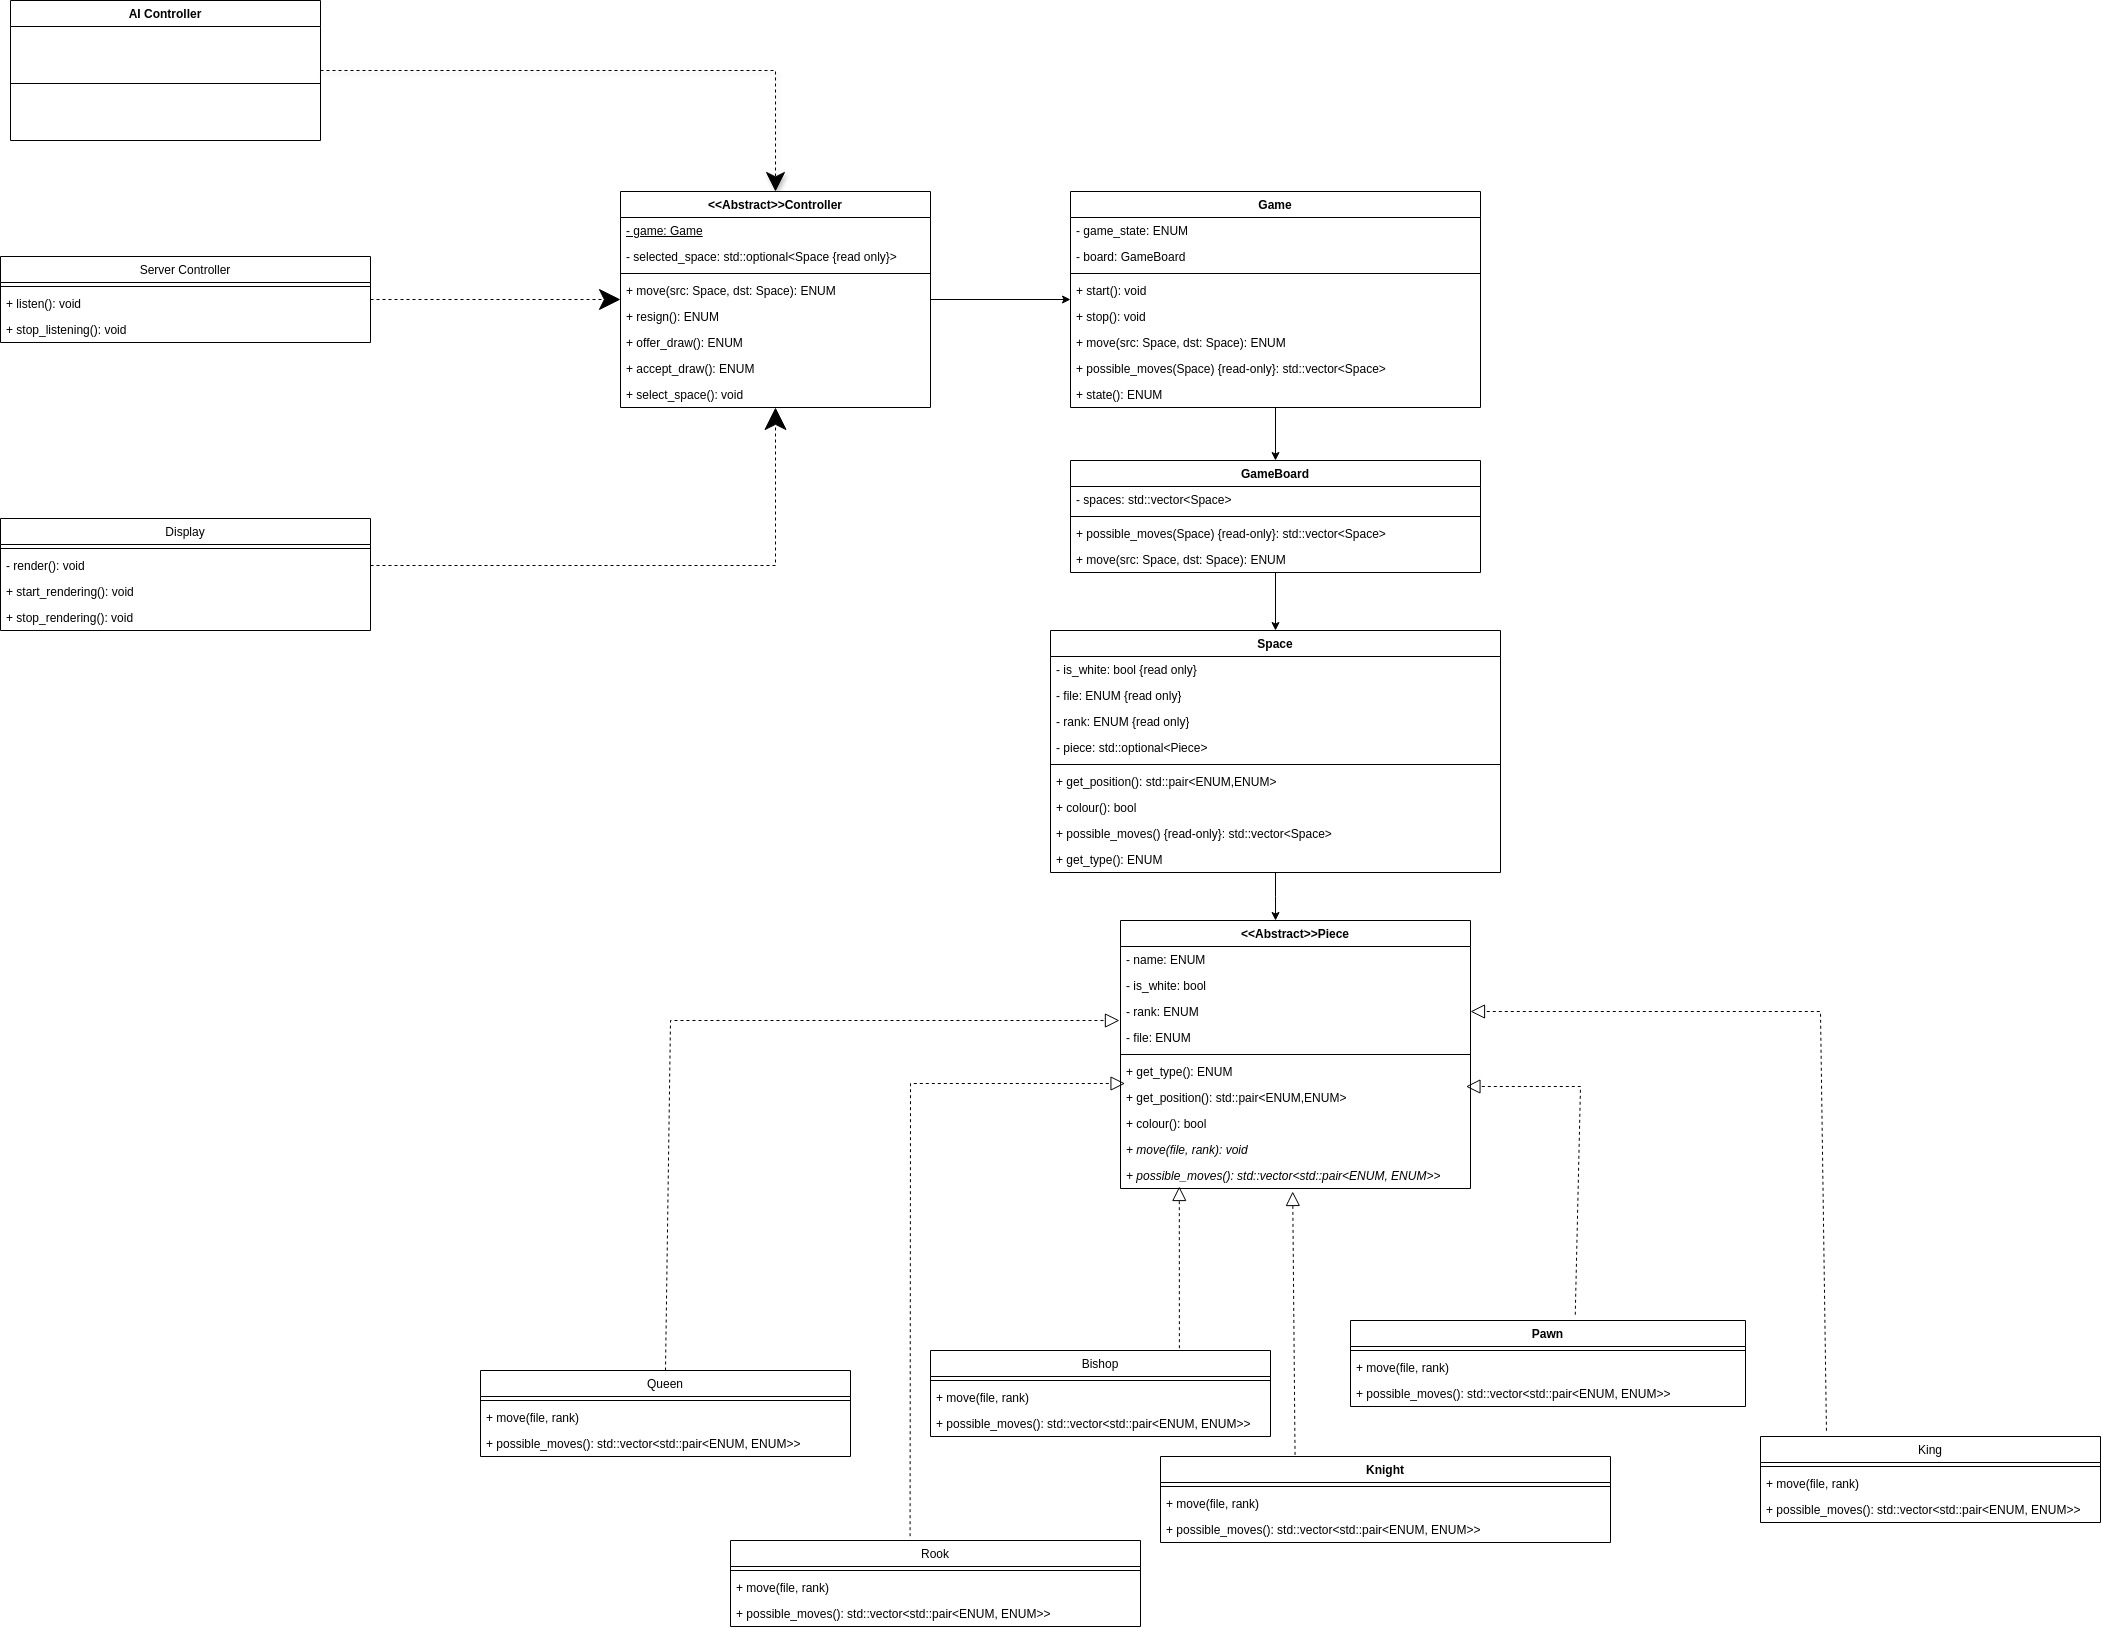 AI Controller
<<Abstract>>Controller
- game: Game
- selected_space: std::optional<Space {read only}>
+ move(src: Space, dst: Space): ENUM
+ resign(): ENUM
+ offer_draw(): ENUM
+ accept_draw(): ENUM
+ select_space(): void
Game
- game_state: ENUM
- board: GameBoard
+ start(): void
+ stop(): void
+ move(src: Space, dst: Space): ENUM
+ possible_moves(Space) {read-only}: std::vector<Space>
+ state(): ENUM
Server Controller
+ listen(): void
+ stop_listening(): void
Display
- render(): void
+ start_rendering(): void
+ stop_rendering(): void
GameBoard
- spaces: std::vector<Space>
+ possible_moves(Space) {read-only}: std::vector<Space>
+ move(src: Space, dst: Space): ENUM
Space
- is_white: bool {read only}
- file: ENUM {read only}
- rank: ENUM {read only}
- piece: std::optional<Piece>
+ get_position(): std::pair<ENUM,ENUM>
+ colour(): bool
+ possible_moves() {read-only}: std::vector<Space>
+ get_type(): ENUM
<<Abstract>>Piece
- name: ENUM
- is_white: bool
- rank: ENUM
- file: ENUM
+ get_type(): ENUM
+ get_position(): std::pair<ENUM,ENUM>
+ colour(): bool
+ move(file, rank): void
+ possible_moves(): std::vector<std::pair<ENUM, ENUM>>
Queen
+ move(file, rank)
+ possible_moves(): std::vector<std::pair<ENUM, ENUM>>
Bishop
+ move(file, rank)
+ possible_moves(): std::vector<std::pair<ENUM, ENUM>>
Pawn
+ move(file, rank)
+ possible_moves(): std::vector<std::pair<ENUM, ENUM>>
Knight
+ move(file, rank)
+ possible_moves(): std::vector<std::pair<ENUM, ENUM>>
King
+ move(file, rank)
+ possible_moves(): std::vector<std::pair<ENUM, ENUM>>
Rook
+ move(file, rank)
+ possible_moves(): std::vector<std::pair<ENUM, ENUM>>